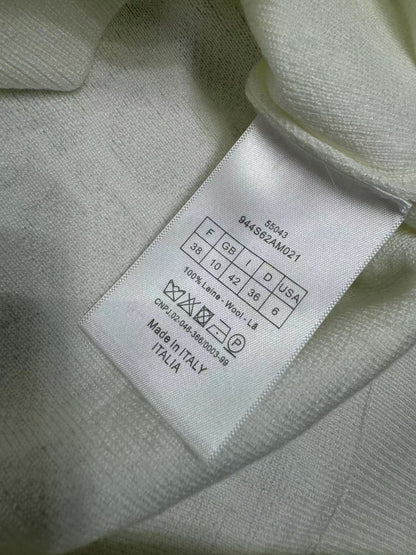 55043
944S62AM021
F GB I D USA
38 10 42 36 6
100% Laine - Wool - Lã
CNPJ.02-046-366/0003-99
Made in ITALY
ITALIA